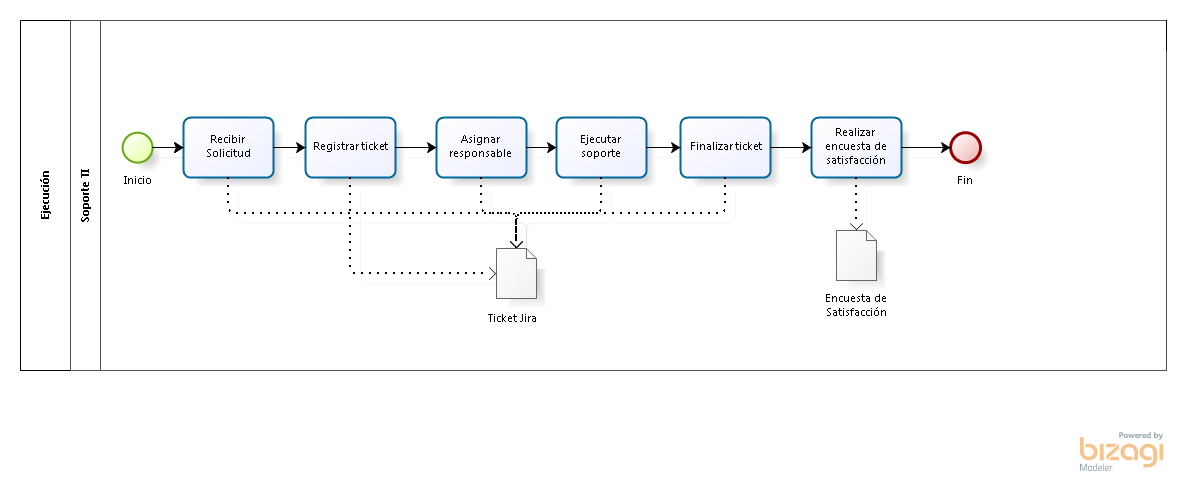 Ejecución
Soporte II
Inicio
Recibir
Solicitud
Registrar ticket
Asignar
responsable
Ejecutar
soporte
Finalizar ticket
Realizar
encuesta de
satisfacción
Fin
Ticket Jira
Encuesta de
Satisfacción
Powered by
bizagi
Modeler